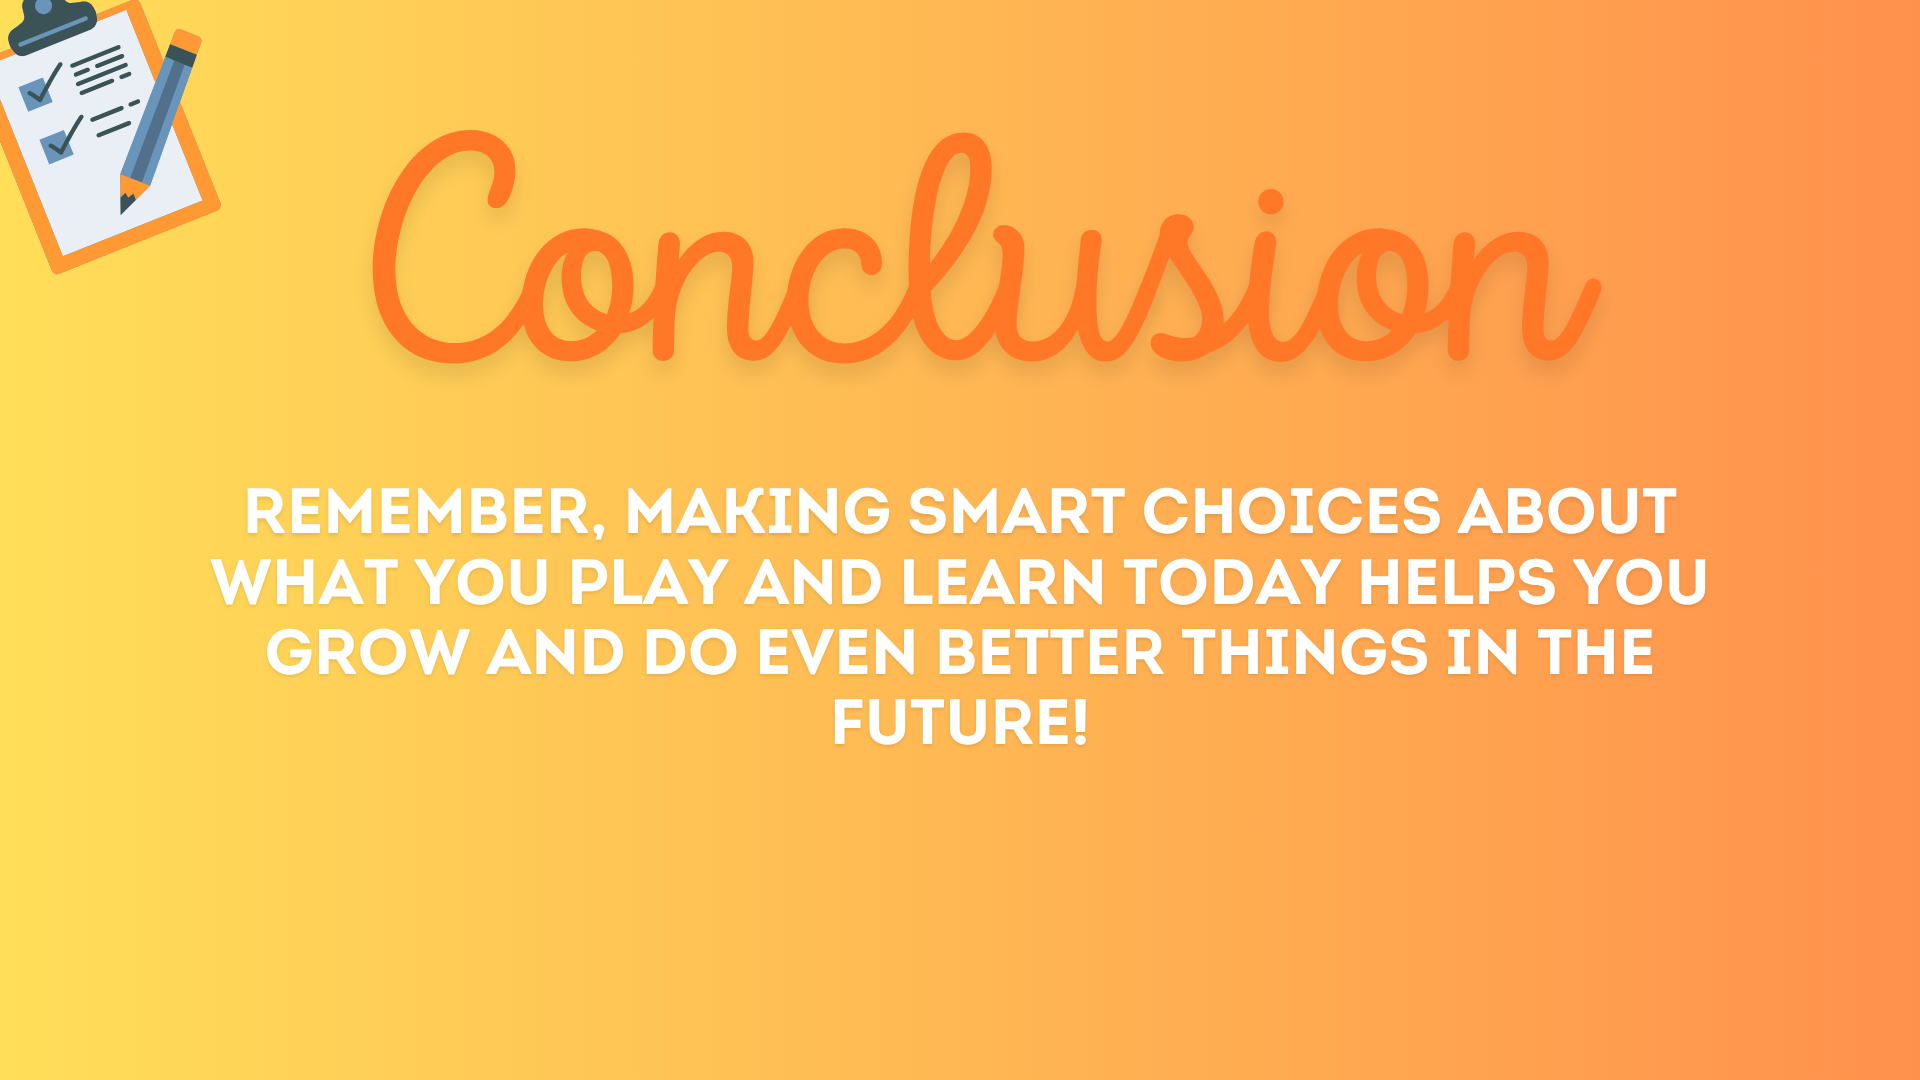 Conclusion
REMEMBER, MAKING SMART CHOICES ABOUT
WHAT YOU PLAY AND LEARN TODAY HELPS YOU
GROW AND DO EVEN BETTER THINGS IN THE
FUTURE!